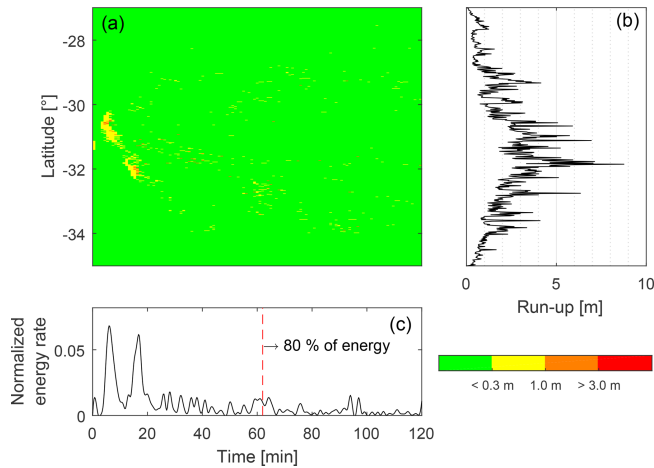 (a)
(b)
-28
-30
-32
-34
Latitude [°]
0
5
10
Run-up [m]
(c)
Normalized
energy rate
0.05
0
→ 80 % of energy
0
20
40
60
80
100
120
Time [min]
< 0.3 m
1.0 m
> 3.0 m